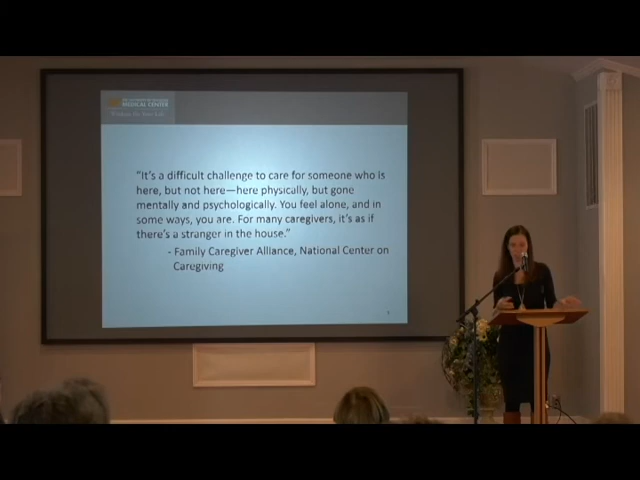 MEDICAL CENTER
"It's a difficult challenge to care for someone who is
here, but not here—here physically, but gone
mentally and psychologically. You feel alone, and in
some ways, you are. For many caregivers, it's as if
there's a stranger in the house."
- Family Caregiver Alliance, National Center on
Caregiving